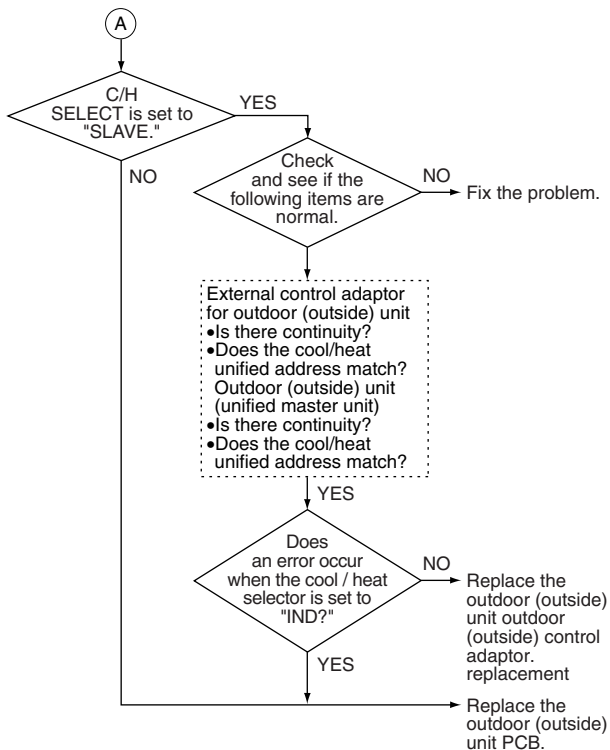 A
C/H
SELECT is set to
"SLAVE."
YES
NO
Check
and see if the
following items are
normal.
NO
Fix the problem.
External control adaptor
for outdoor (outside) unit
•Is there continuity?
•Does the cool/heat
unified address match?
Outdoor (outside) unit
(unified master unit)
•Is there continuity?
•Does the cool/heat
unified address match?
YES
Does
an error occur
when the cool / heat
selector is set to
"IND?"
NO
Replace the
outdoor (outside)
unit outdoor
(outside) control
adaptor.
replacement
YES
Replace the
outdoor (outside)
unit PCB.